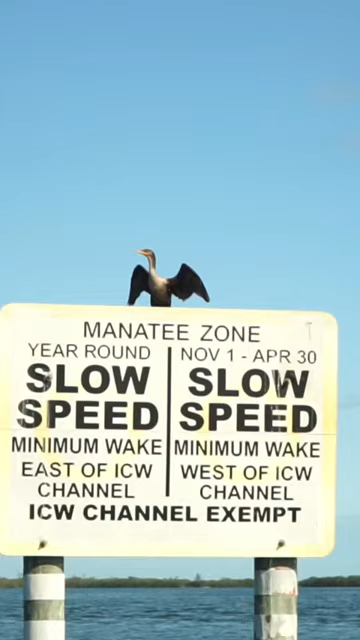 MANATEE ZONE
YEAR ROUND
SLOW
SPEED
MINIMUM WAKE
EAST OF ICW
CHANNEL
NOV 1 - APR 30
SLOW
SPEED
MINIMUM WAKE
WEST OF ICW
CHANNEL
ICW CHANNEL EXEMPT